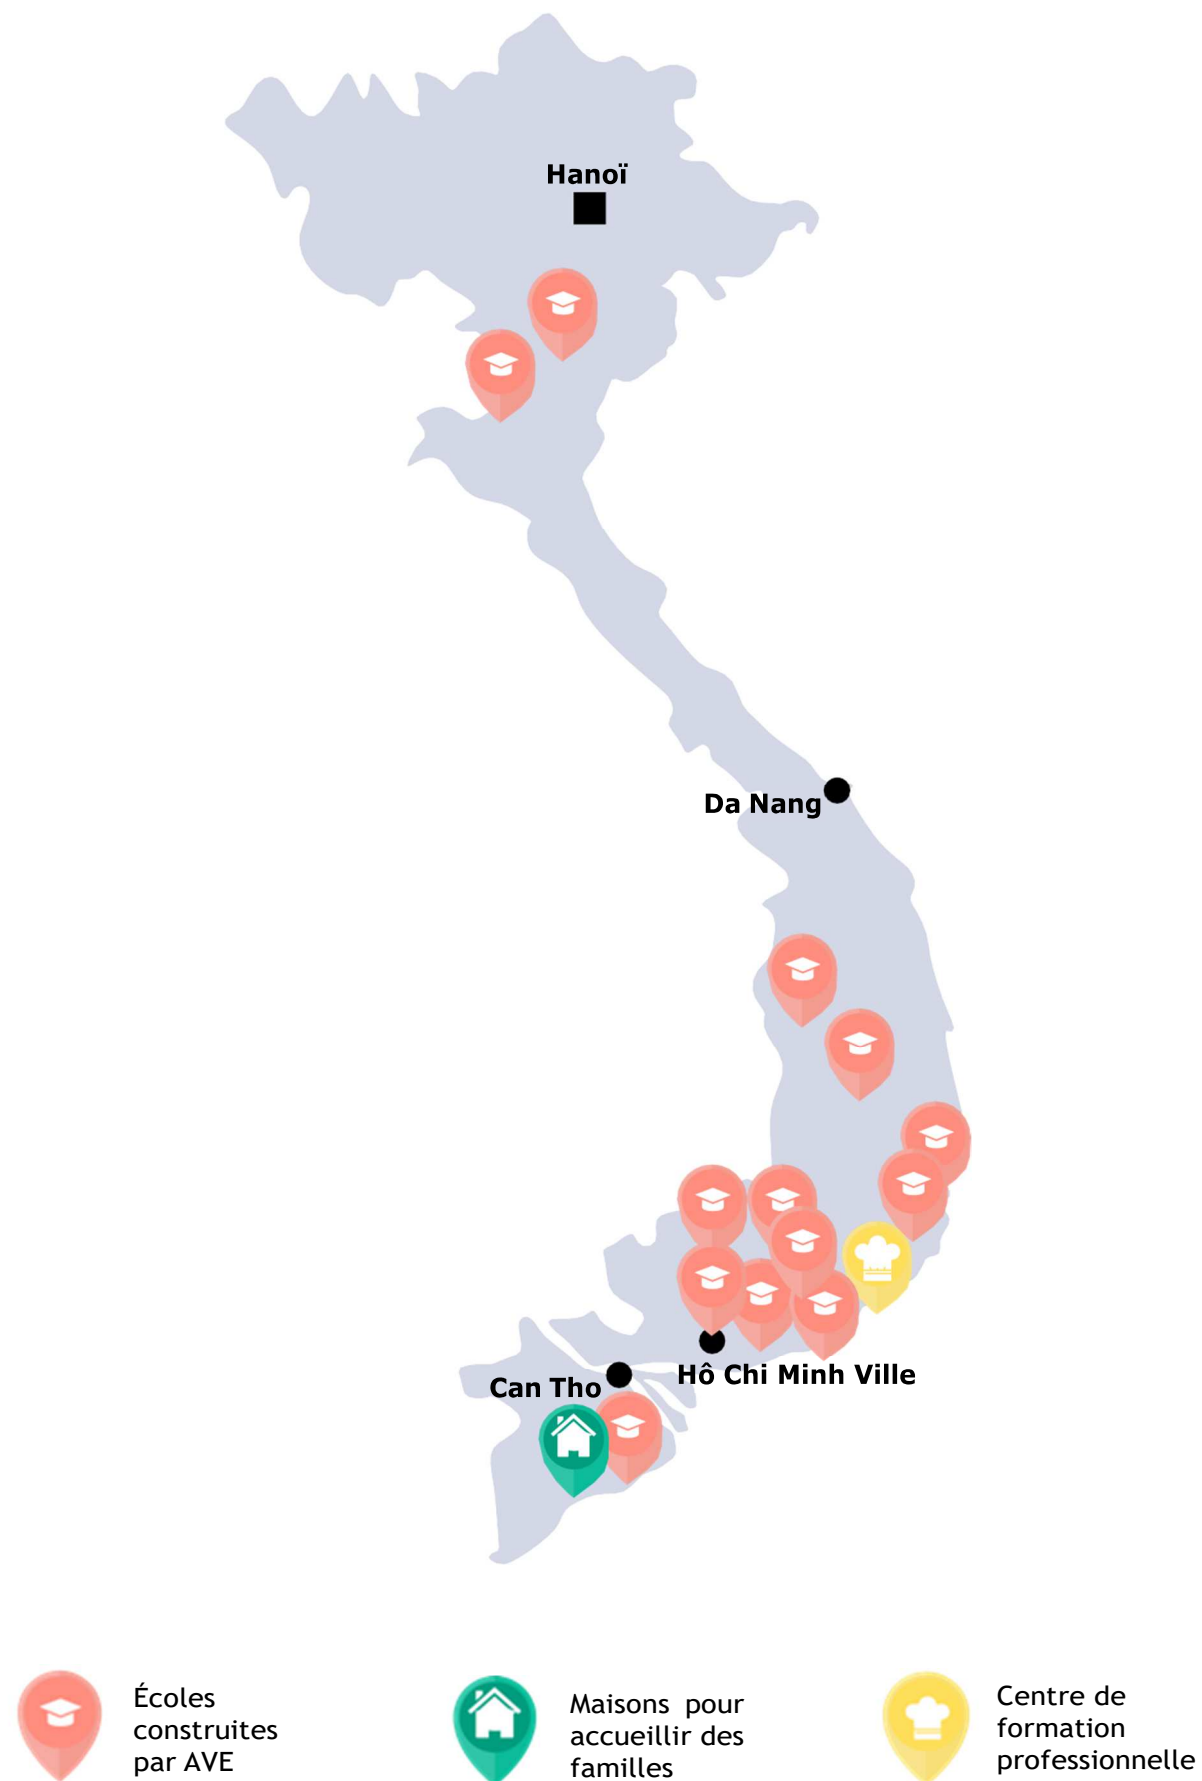 Hanoï
Da Nang
Hô Chi Minh Ville
Can Tho
Écoles
construites
par AVE
Maisons pour
accueillir des
familles
Centre de
formation
professionnelle